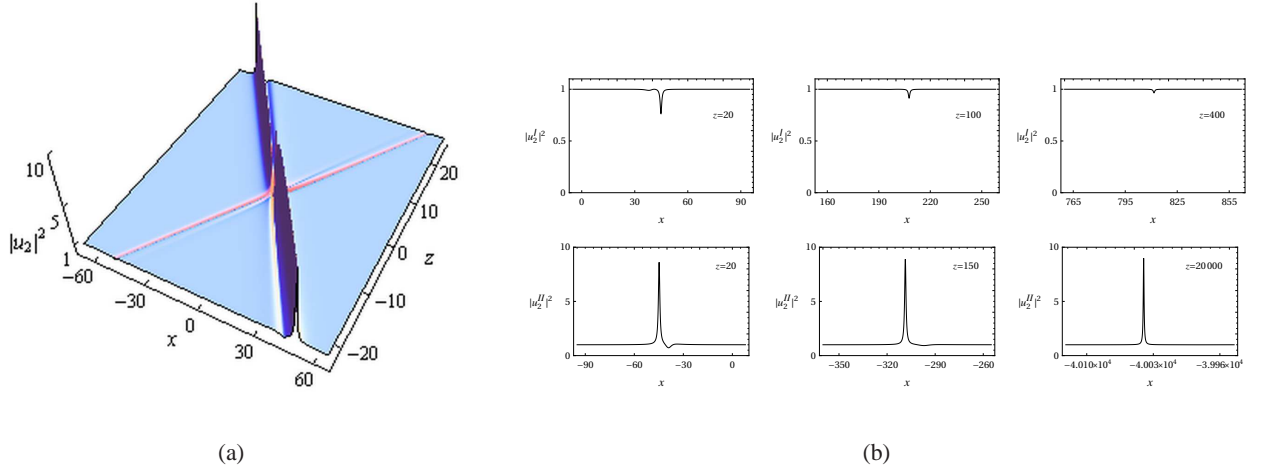 10
5
1
|u₂|²
−60
−30
0
30
60
x
20
10
0
−10
−20
z
(a)
1
0.5
0
|u₂ᴵ|²
z=20
0 30 60 90
x
1
0.5
0
|u₂ᴵ|²
z=100
160 190 220 250
x
1
0.5
0
|u₂ᴵ|²
z=400
765 795 825 855
x
10
5
0
|u₂ᴵᴵ|²
z=20
−90 −60 −30 0
x
10
5
0
|u₂ᴵᴵ|²
z=150
−350 −320 −290 −260
x
10
5
0
|u₂ᴵᴵ|²
z=20 000
−4.010×10⁴ −4.003×10⁴ −3.996×10⁴
x
(b)